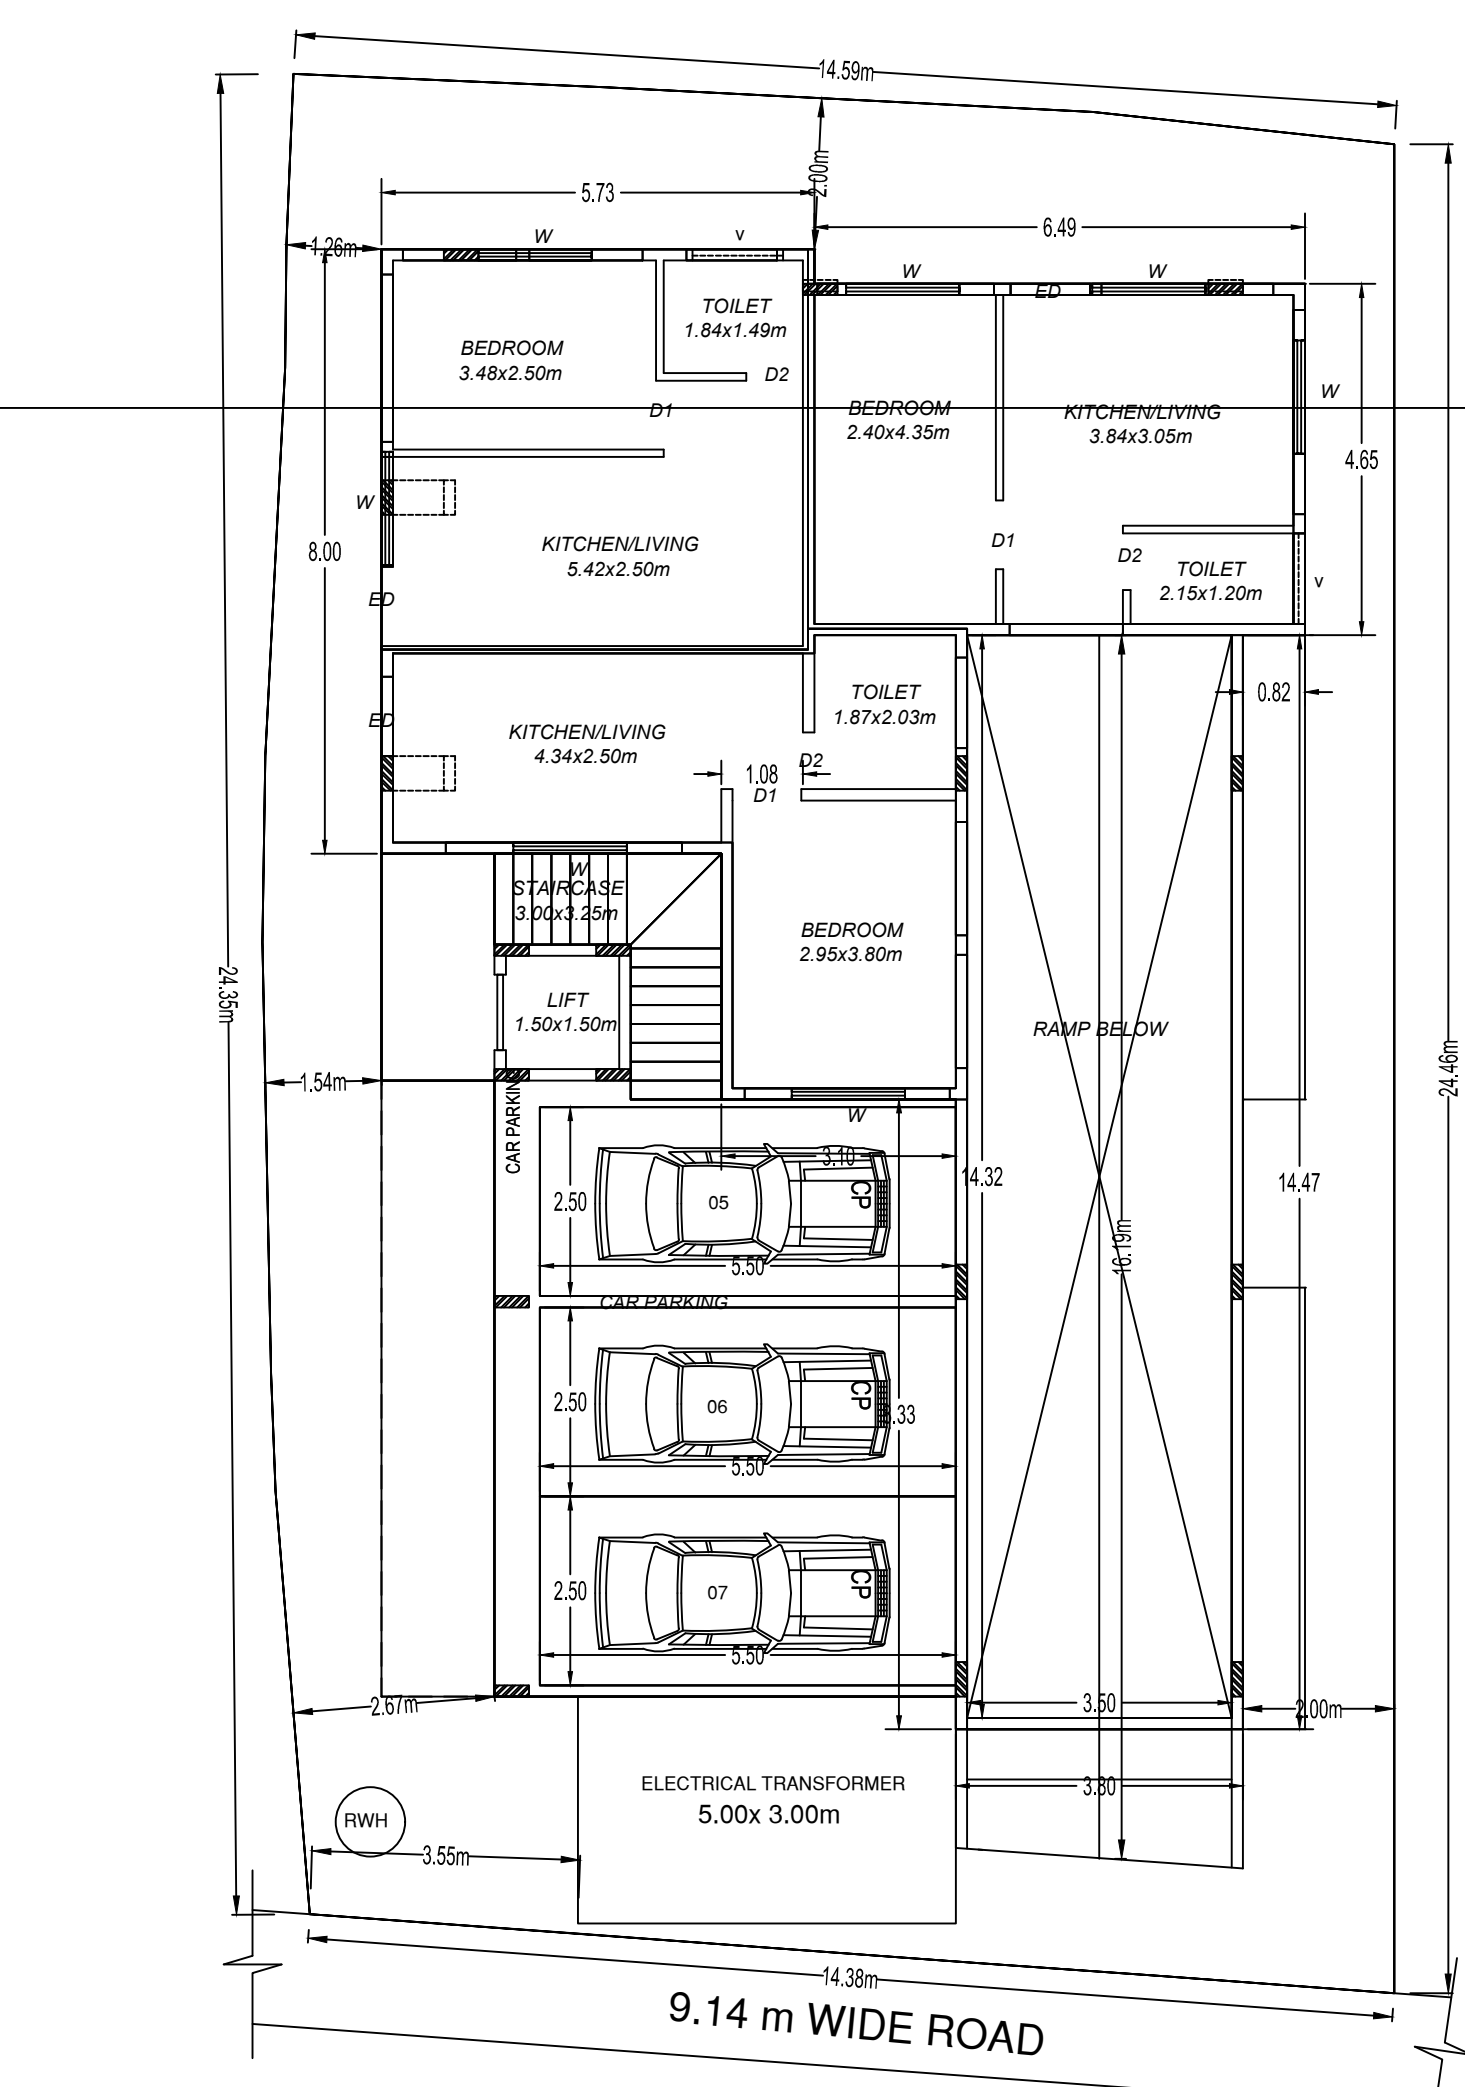 14.59m
2.00m
5.73
6.49
1.26m
W
V
W
W
ED
TOILET
1.84x1.49m
BEDROOM
3.48x2.50m
D2
D1
BEDROOM
2.40x4.35m
KITCHEN/LIVING
3.84x3.05m
W
4.65
W
8.00
KITCHEN/LIVING
5.42x2.50m
D1
D2
TOILET
2.15x1.20m
V
ED
ED
KITCHEN/LIVING
4.34x2.50m
TOILET
1.87x2.03m
0.82
D2
1.08
D1
W
STAIRCASE
3.00x3.25m
BEDROOM
2.95x3.80m
24.35m
LIFT
1.50x1.50m
RAMP BELOW
24.46m
1.54m
CAR PARKING
W
3.10
14.32
14.47
2.50
05
CP
16.19m
5.50
CAR PARKING
2.50
06
CP
.33
5.50
2.50
07
CP
5.50
2.67m
3.50
2.00m
ELECTRICAL TRANSFORMER
5.00x 3.00m
3.80
RWH
3.55m
14.38m
9.14 m WIDE ROAD